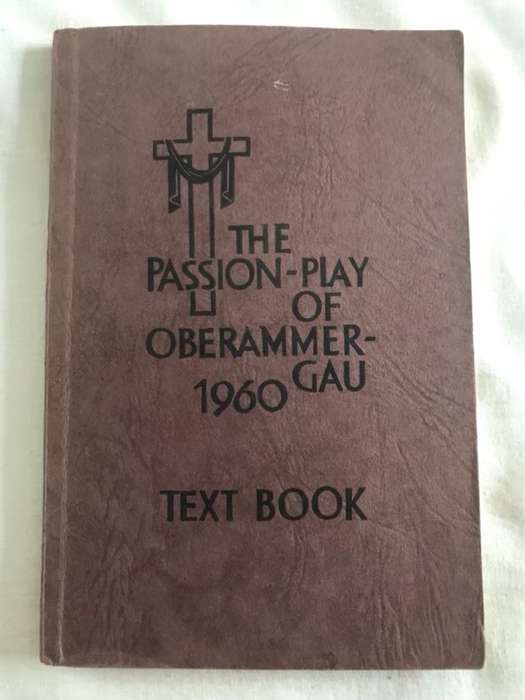 THE
PASSION-PLAY
OF
OBERAMMER-
GAU
1960
TEXT BOOK